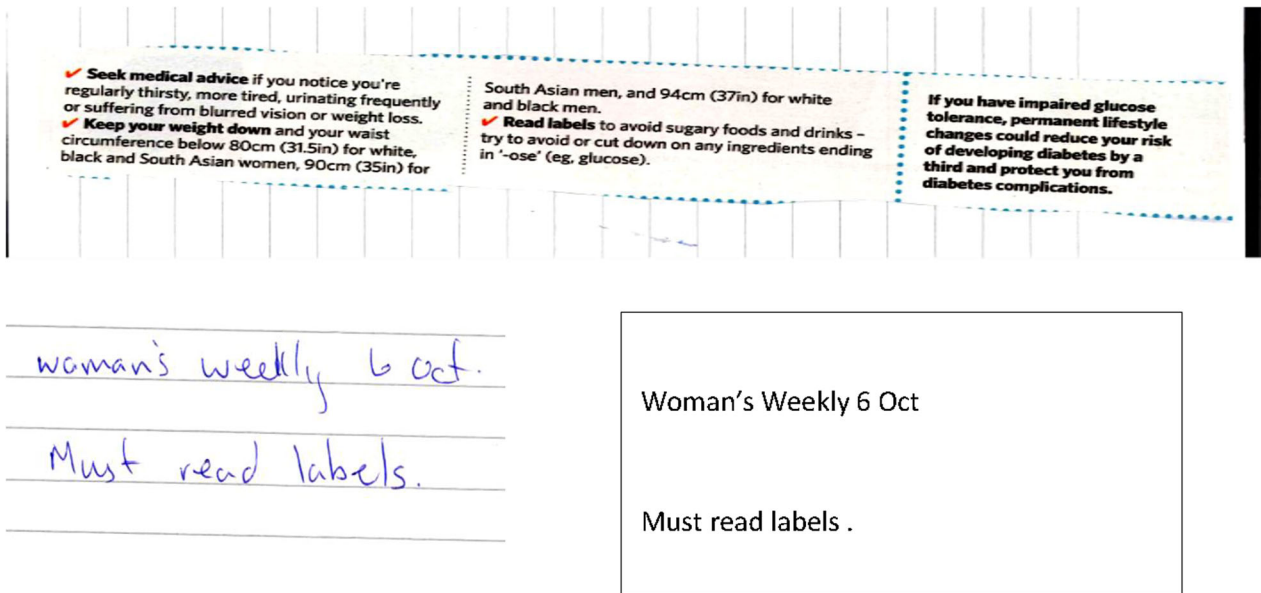 ✓ Seek medical advice if you notice you're
regularly thirsty, more tired, urinating frequently
or suffering from blurred vision or weight loss.
✓ Keep your weight down and your waist
circumference below 80cm (31.5in) for white,
black and South Asian women, 90cm (35in) for
South Asian men, and 94cm (37in) for white
and black men.
✓ Read labels to avoid sugary foods and drinks –
try to avoid or cut down on any ingredients ending
in '-ose' (eg, glucose).
If you have impaired glucose
tolerance, permanent lifestyle
changes could reduce your risk
of developing diabetes by a
third and protect you from
diabetes complications.
woman's weekly 6 oct.
Must read labels.
Woman's Weekly 6 Oct
Must read labels .